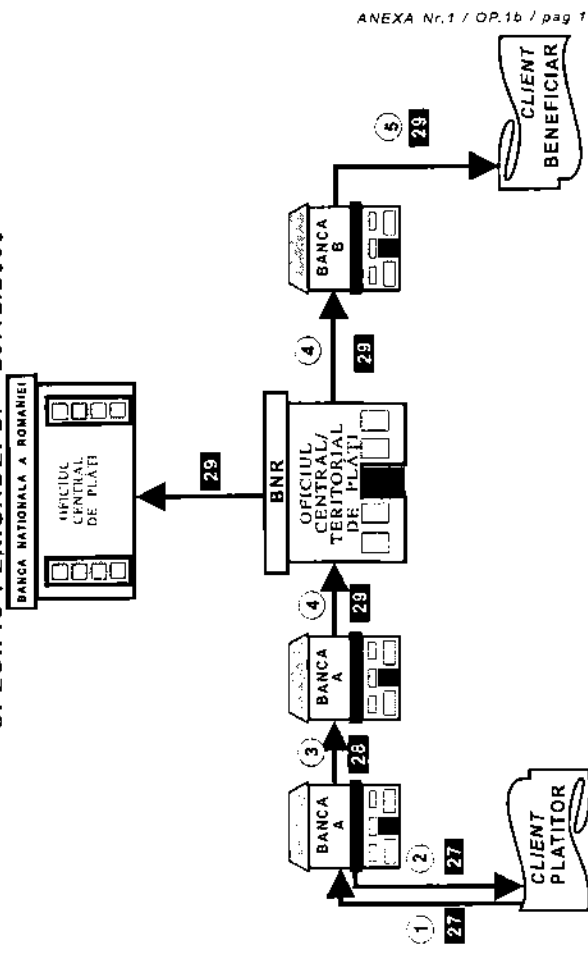 ANEXA Nr.1 / OP.1b / pag 1
BANCA NATIONALA A ROMANIEI
OFICIUL
CENTRAL
DE PLĂTI
29
BNR
OFICIUL
CENTRAL/
TERITORIAL
DE PLĂTI
1
27
2
27
BANCA
A
3
28
BANCA
A
4
29
4
29
BANCA
B
5
29
CLIENT
PLATITOR
CLIENT
BENEFICIAR